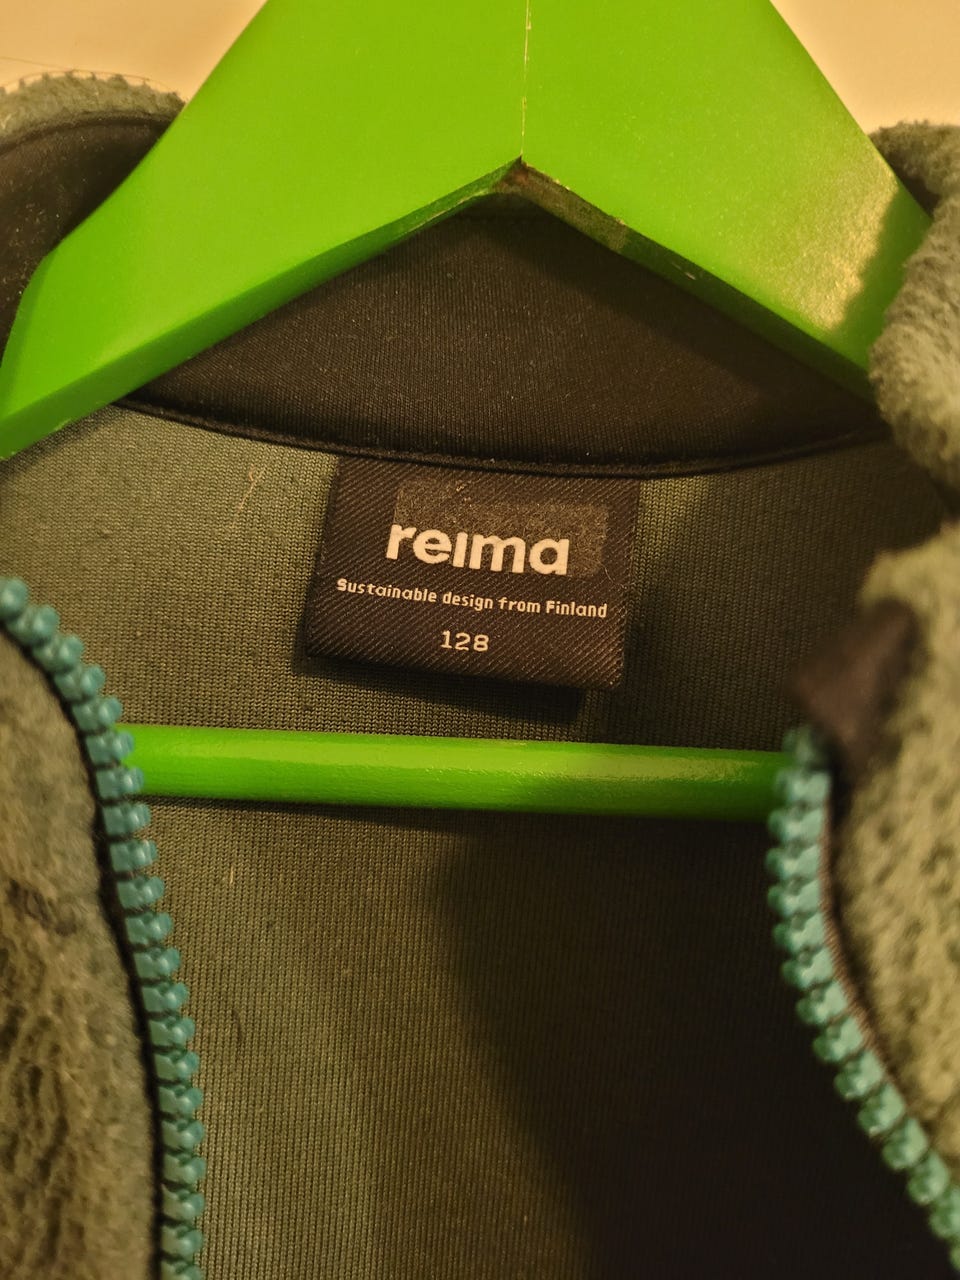 reima
Sustainable design from Finland
128